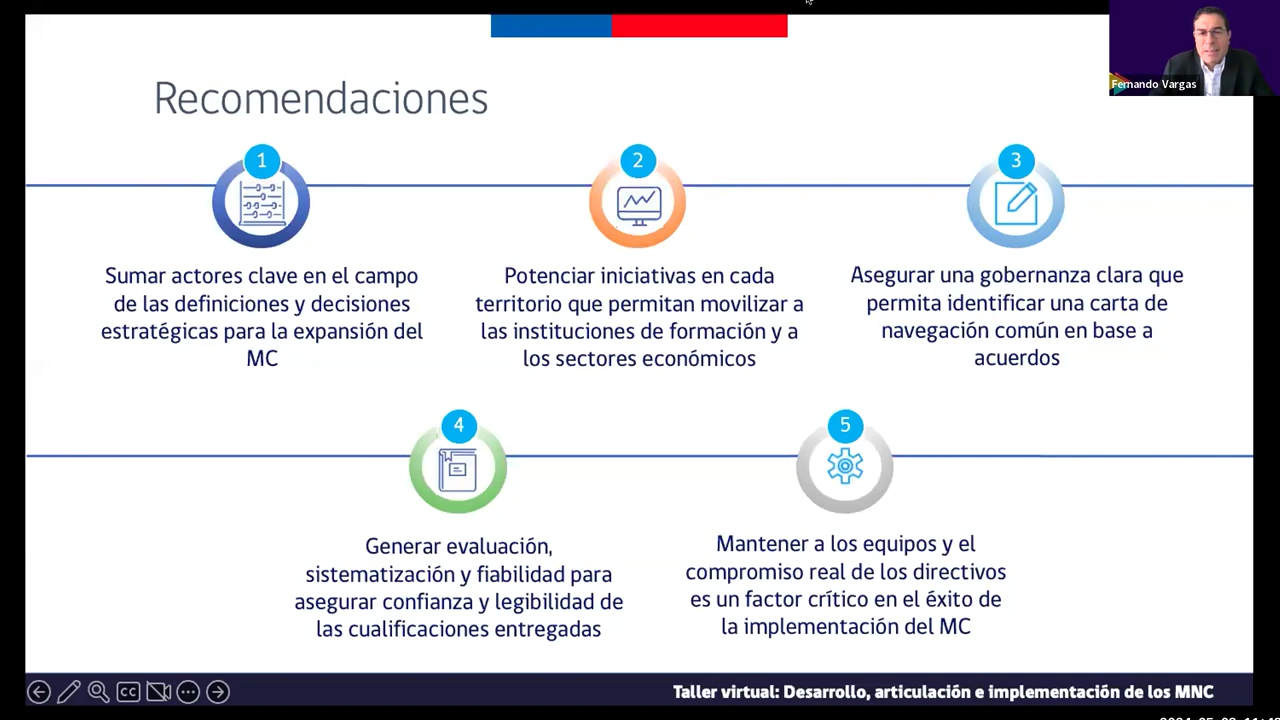 Fernando Vargas
Recomendaciones
1
Sumar actores clave en el campo
de las definiciones y decisiones
estratégicas para la expansión del
MC
2
Potenciar iniciativas en cada
territorio que permitan movilizar a
las instituciones de formación y a
los sectores económicos
3
Asegurar una gobernanza clara que
permita identificar una carta de
navegación común en base a
acuerdos
4
Generar evaluación,
sistematización y fiabilidad para
asegurar confianza y legibilidad de
las cualificaciones entregadas
5
Mantener a los equipos y el
compromiso real de los directivos
es un factor crítico en el éxito de
la implementación del MC
CC
Taller virtual: Desarrollo, articulación e implementación de los MNC